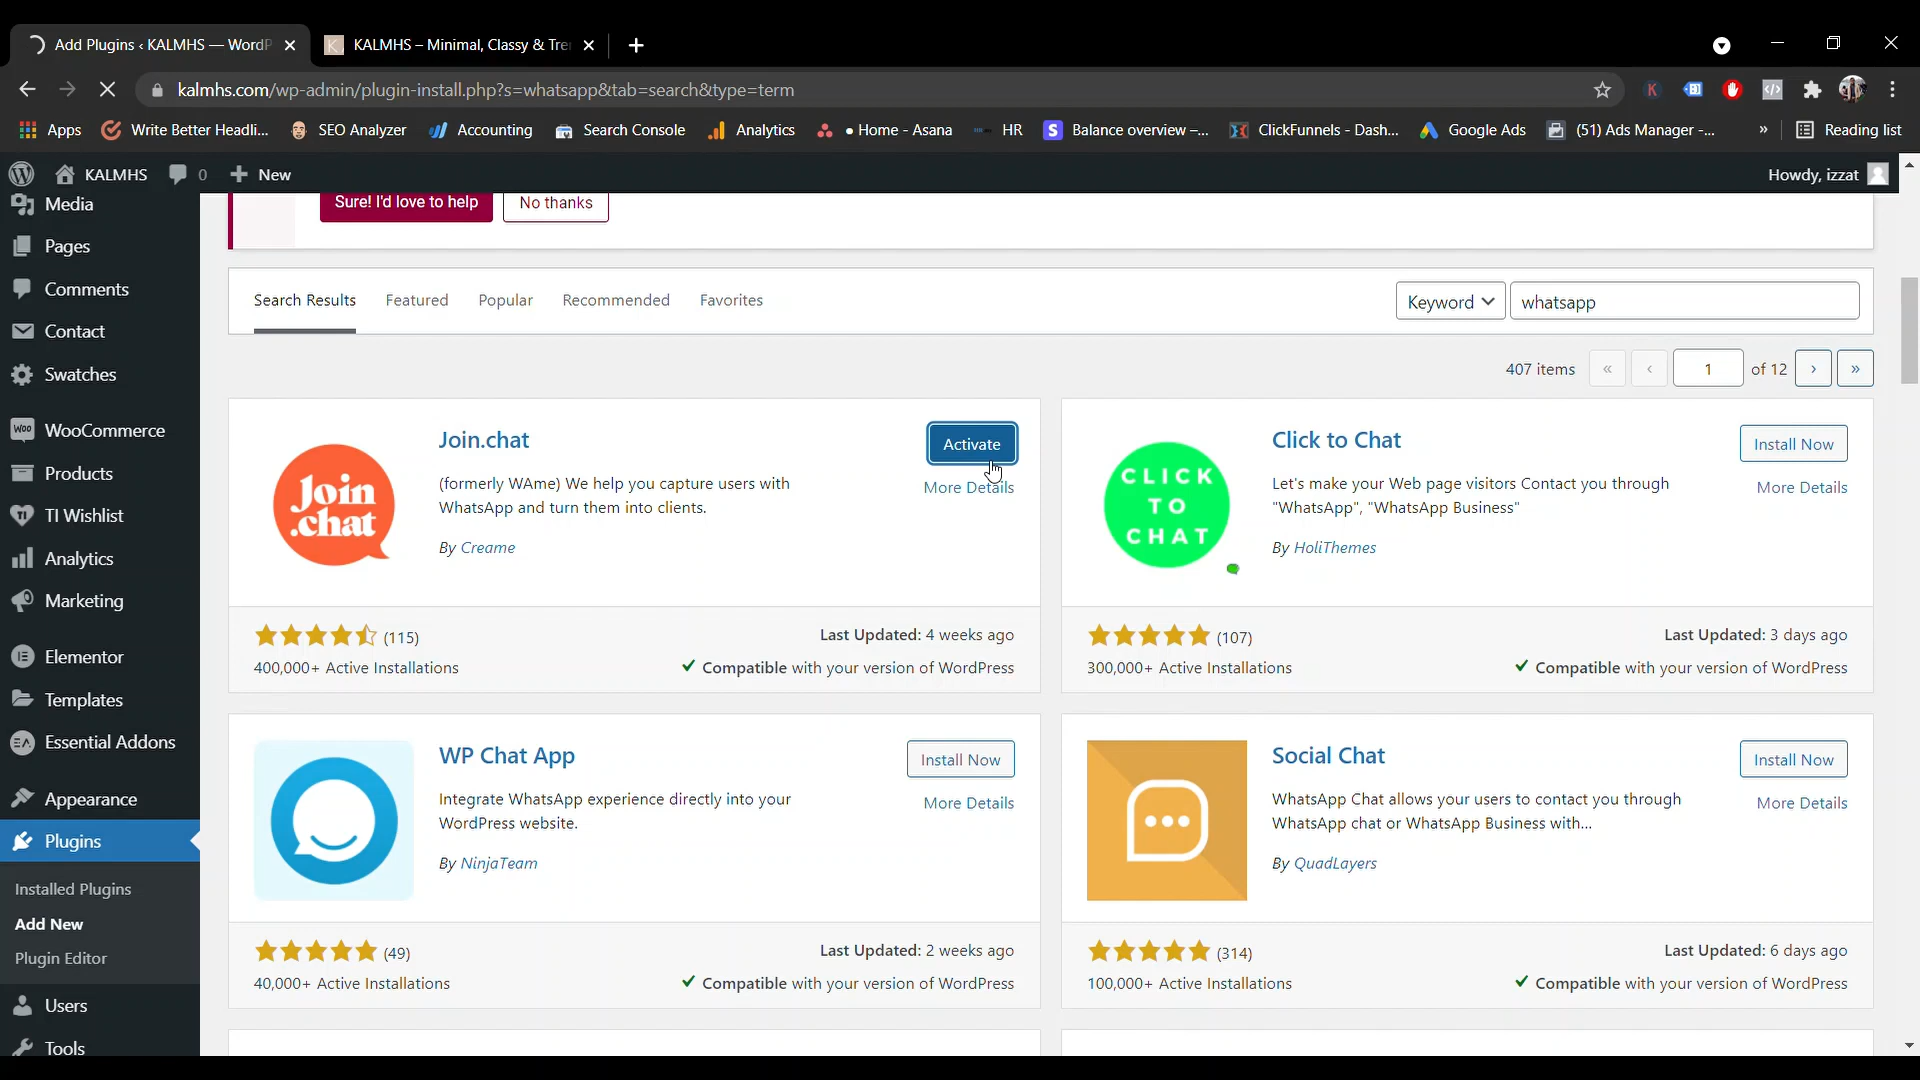 Add Plugins ‹ KALMHS — WordP
KALMHS – Minimal, Classy & Tre
kalmhs.com/wp-admin/plugin-install.php?s=whatsapp&tab=search&type=term
Apps
Write Better Headli...
SEO Analyzer
Accounting
Search Console
Analytics
• Home - Asana
HR
Balance overview –...
ClickFunnels - Dash...
Google Ads
(51) Ads Manager -...
»
Reading list
KALMHS
0
New
Howdy, izzat
Media
Pages
Comments
Contact
Swatches
WooCommerce
Products
TI Wishlist
Analytics
Marketing
Elementor
Templates
Essential Addons
Appearance
Plugins
Installed Plugins
Add New
Plugin Editor
Users
Tools
Sure! I'd love to help
No thanks
Search Results
Featured
Popular
Recommended
Favorites
Keyword
whatsapp
407 items
«
‹
1
of 12
›
»
Join
.chat
Join.chat
(formerly WAme) We help you capture users with
WhatsApp and turn them into clients.
By Creame
Activate
More Details
(115)
400,000+ Active Installations
Last Updated: 4 weeks ago
Compatible with your version of WordPress
CLICK
TO
CHAT
Click to Chat
Let's make your Web page visitors Contact you through
"WhatsApp", "WhatsApp Business"
By HoliThemes
Install Now
More Details
(107)
300,000+ Active Installations
Last Updated: 3 days ago
Compatible with your version of WordPress
WP Chat App
Integrate WhatsApp experience directly into your
WordPress website.
By NinjaTeam
Install Now
More Details
(49)
40,000+ Active Installations
Last Updated: 2 weeks ago
Compatible with your version of WordPress
Social Chat
WhatsApp Chat allows your users to contact you through
WhatsApp chat or WhatsApp Business with...
By QuadLayers
Install Now
More Details
(314)
100,000+ Active Installations
Last Updated: 6 days ago
Compatible with your version of WordPress